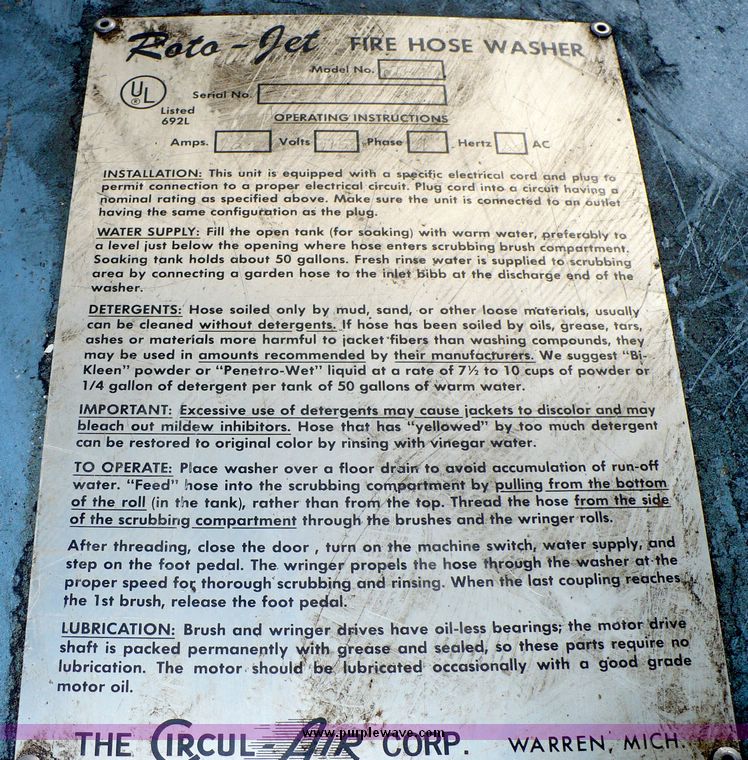 Roto-Jet FIRE HOSE WASHER
Model No.
UL
®
Serial No.
Listed
692L
OPERATING INSTRUCTIONS
Amps. Volts Phase Hertz AC
INSTALLATION: This unit is equipped with a specific electrical cord and plug to
permit connection to a proper electrical circuit. Plug cord into a circuit having a
nominal rating as specified above. Make sure the unit is connected to an outlet
having the same configuration as the plug.
WATER SUPPLY: Fill the open tank (for soaking) with warm water, preferably to
a level just below the opening where hose enters scrubbing brush compartment.
Soaking tank holds about 50 gallons. Fresh rinse water is supplied to scrubbing
area by connecting a garden hose to the inlet bibb at the discharge end of the
washer.
DETERGENTS: Hose soiled only by mud, sand, or other loose materials, usually
can be cleaned without detergents. If hose has been soiled by oils, grease, tars,
ashes or materials more harmful to jacket fibers than washing compounds, they
may be used in amounts recommended by their manufacturers. We suggest "Bi-
Kleen" powder or "Penetro-Wet" liquid at a rate of 7½ to 10 cups of powder or
1/4 gallon of detergent per tank of 50 gallons of warm water.
IMPORTANT: Excessive use of detergents may cause jackets to discolor and may
bleach out mildew inhibitors. Hose that has "yellowed" by too much detergent
can be restored to original color by rinsing with vinegar water.
TO OPERATE: Place washer over a floor drain to avoid accumulation of run-off
water. "Feed" hose into the scrubbing compartment by pulling from the bottom
of the roll (in the tank), rather than from the top. Thread the hose from the side
of the scrubbing compartment through the brushes and the wringer rolls.
After threading, close the door , turn on the machine switch, water supply, and
step on the foot pedal. The wringer propels the hose through the washer at the
proper speed for thorough scrubbing and rinsing. When the last coupling reaches
the 1st brush, release the foot pedal.
LUBRICATION: Brush and wringer drives have oil-less bearings; the motor drive
shaft is packed permanently with grease and sealed, so these parts require no
lubrication. The motor should be lubricated occasionally with a good grade
motor oil.
www.purplewave.com
THE CIRCUL-AIR CORP. WARREN, MICH.